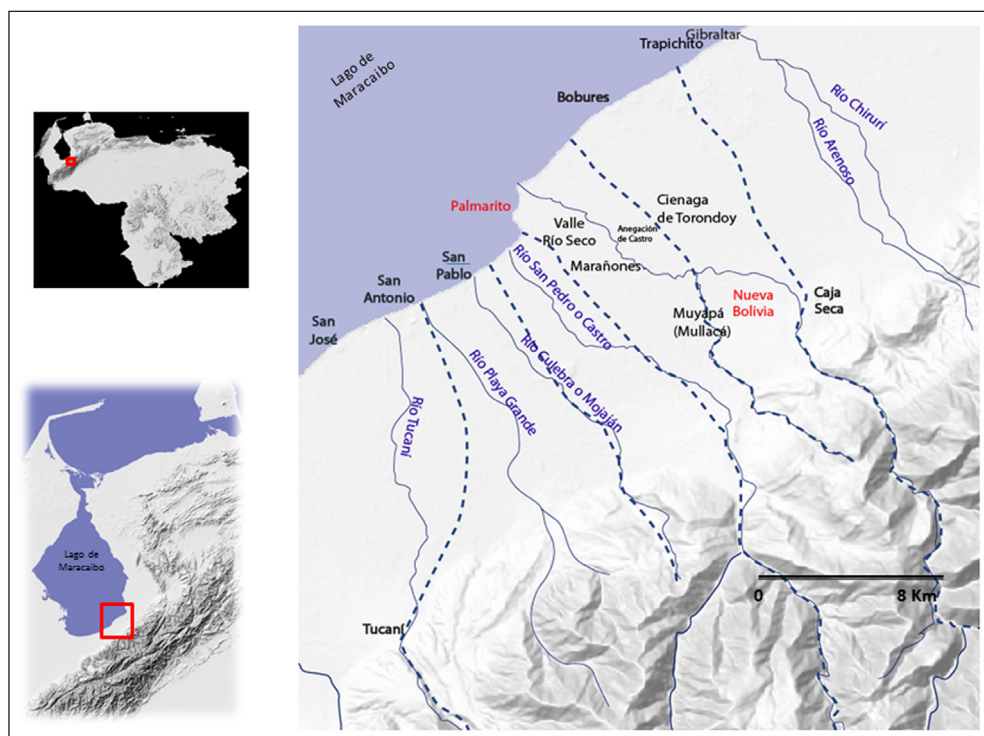 Lago de
Maracaibo
Gibraltar
Trapichito
Bobures
Río Chirurí
Río Arenoso
Palmarito
Cienaga
de Torondoy
Valle
Río Seco
Anegación
de Castro
Marañones
San
Pablo
San
Antonio
San
José
Río San Pedro o Castro
Nueva
Bolivia
Caja
Seca
Muyapá
(Mullacá)
Río Culebra o Mojaján
Río Playa Grande
Río Tucaní
Tucaní
0
8 Km
Lago de
Maracaibo